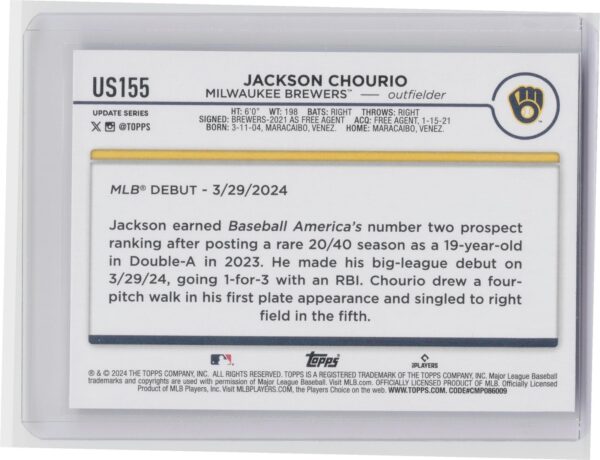 US155
UPDATE SERIES
@TOPPS
JACKSON CHOURIO
MILWAUKEE BREWERS™ — outfielder
HT: 6'0" WT: 198 BATS: RIGHT THROWS: RIGHT
SIGNED: BREWERS-2021 AS FREE AGENT ACQ: FREE AGENT, 1-15-21
BORN: 3-11-04, MARACAIBO, VENEZ. HOME: MARACAIBO, VENEZ.
MLB® DEBUT - 3/29/2024
Jackson earned Baseball America's number two prospect
ranking after posting a rare 20/40 season as a 19-year-old
in Double-A in 2023. He made his big-league debut on
3/29/24, going 1-for-3 with an RBI. Chourio drew a four-
pitch walk in his first plate appearance and singled to right
field in the fifth.
Topps
PLAYERS
® & © 2024 THE TOPPS COMPANY, INC. ALL RIGHTS RESERVED. TOPPS IS A REGISTERED TRADEMARK OF THE TOPPS COMPANY, INC. Major League Baseball
trademarks and copyrights are used with permission of Major League Baseball. Visit MLB.com. OFFICIALLY LICENSED PRODUCT OF MLB. Officially Licensed
Product of MLB Players, Inc. Visit MLBPLAYERS.COM, the Players Choice on the web. WWW.TOPPS.COM. CODE#CMP086009